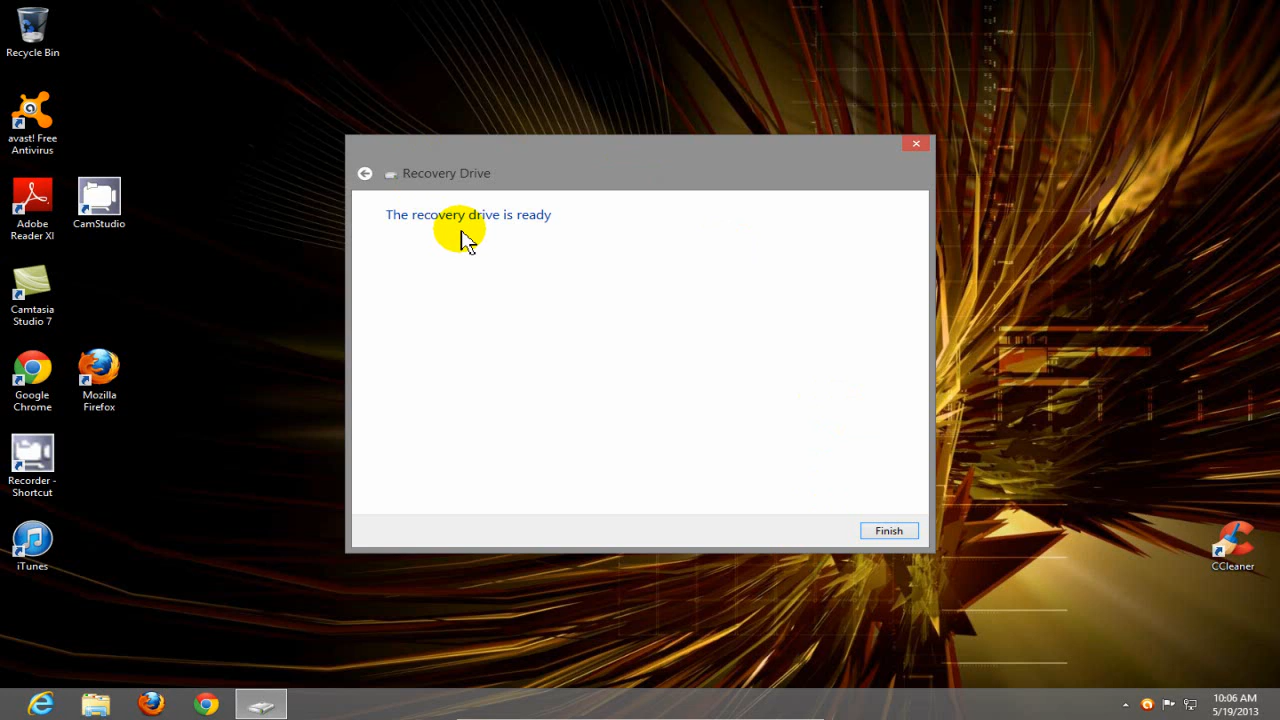 Recycle Bin
avast! Free
Antivirus
Adobe
Reader XI
CamStudio
Camtasia
Studio 7
Google
Chrome
Mozilla
Firefox
Recorder -
Shortcut
iTunes
Recovery Drive
The recovery drive is ready
Finish
CCleaner
10:06 AM
5/19/2013